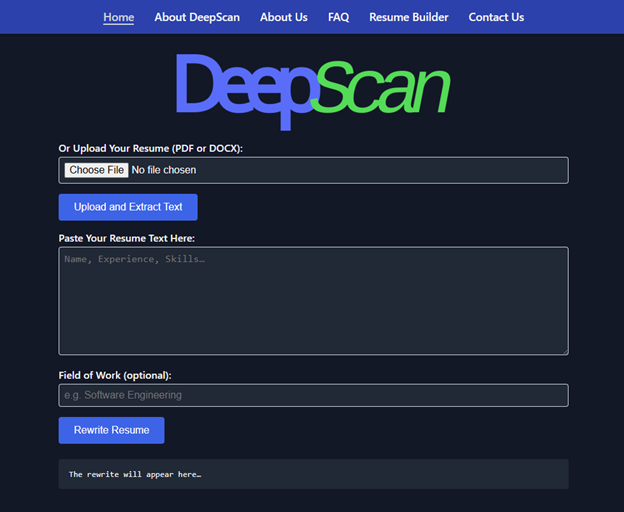 Home About DeepScan About Us FAQ Resume Builder Contact Us
DeepScan
Or Upload Your Resume (PDF or DOCX):
Choose File No file chosen
Upload and Extract Text
Paste Your Resume Text Here:
Name, Experience, Skills…
Field of Work (optional):
e.g. Software Engineering
Rewrite Resume
The rewrite will appear here…